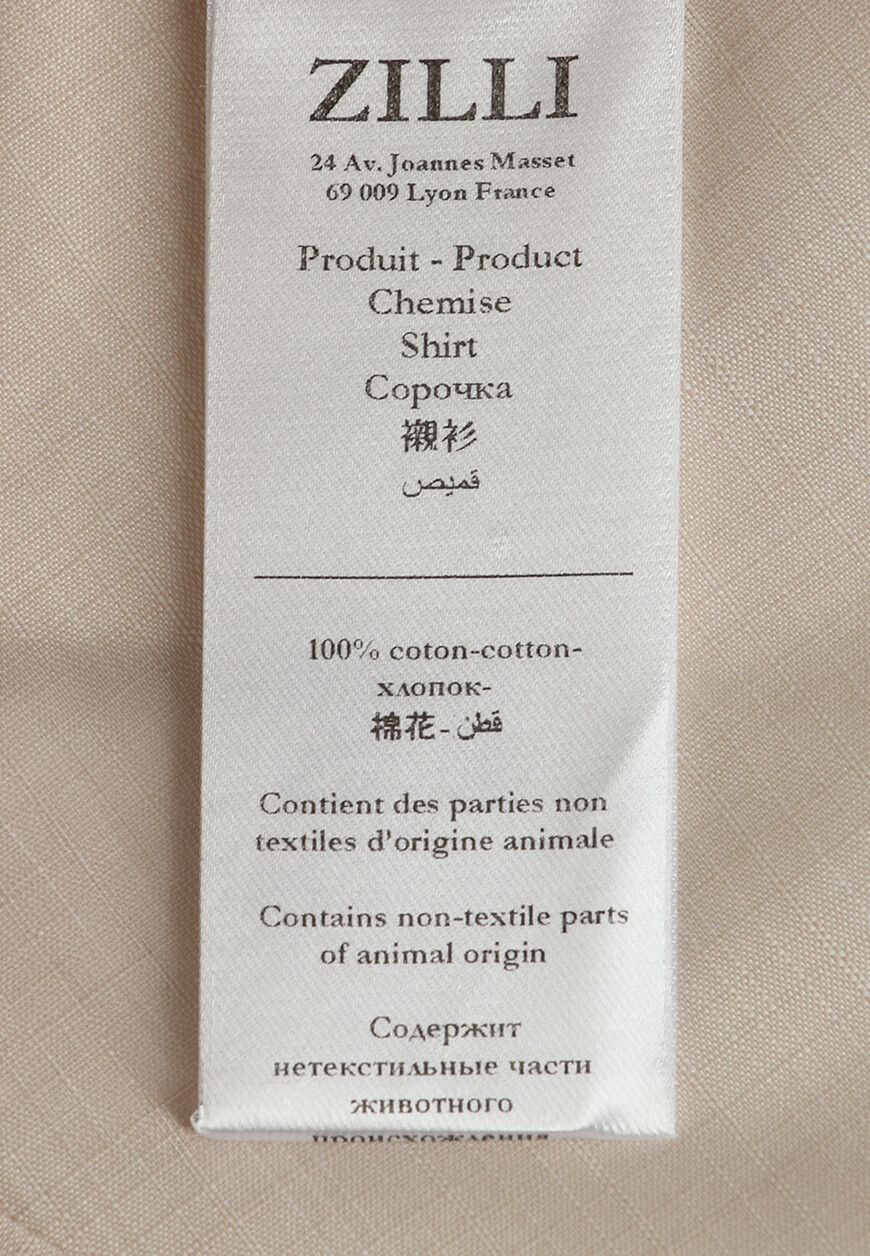 ZILLI
24 Av. Joannes Masset
69 009 Lyon France
Produit - Product
Chemise
Shirt
Сорочка
襯衫
قميص
100% coton-cotton-
хлопок-
棉花-قطن
Contient des parties non
textiles d'origine animale
Contains non-textile parts
of animal origin
Содержит
нетекстильные части
животного
происхождения